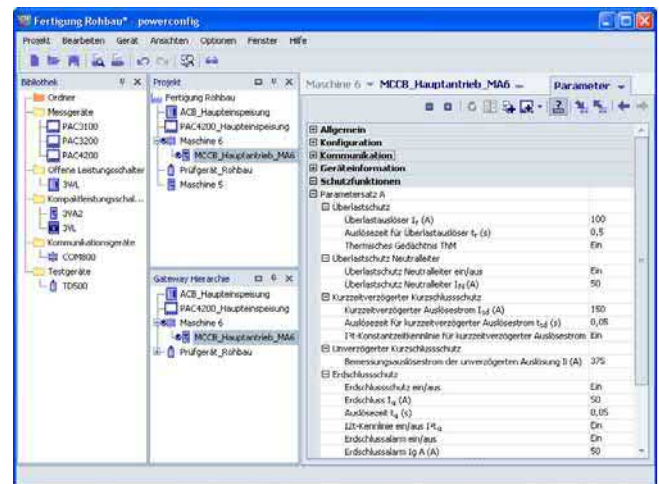 Fertigung Rohbau* - powerconfig
Projekt Bearbeiten Gerät Ansichten Optionen Fenster Hilfe
Bibliothek
Ordner
Messgeräte
PAC3100
PAC3200
PAC4200
Offene Leistungsschalter
3WL
Kompaktleistungsschal...
3VA2
3VL
Kommunikationsgeräte
COM800
Testgeräte
TD500
Projekt
Fertigung Rohbau
ACB_Haupteinspeisung
PAC4200_Haupteinspeisung
Maschine 6
MCCB_Hauptantrieb_MA6
Prüfgerät_Rohbau
Maschine 5
Gateway Hierarchie
ACB_Haupteinspeisung
PAC4200_Haupteinspeisung
Maschine 6
MCCB_Hauptantrieb_MA6
Prüfgerät_Rohbau
Maschine 6 MCCB_Hauptantrieb_MA6 Parameter
Allgemein
Konfiguration
Kommunikation
Geräteinformation
Schutzfunktionen
Parametersatz A
Überlastschutz
Überlastauslöser Ir (A) 100
Auslösezeit für Überlastauslöser tr (s) 0,5
Thermisches Gedächtnis ThM Ein
Überlastschutz Neutralleiter
Überlastschutz Neutralleiter ein/aus Ein
Überlastschutz Neutralleiter IN (A) 50
Kurzzeitverzögerter Kurzschlussschutz
Kurzzeitverzögerter Auslösestrom Isd (A) 150
Auslösezeit für kurzzeitverzögerter Auslösestrom tsd (s) 0,05
I²t-Konstantzeitkennlinie für kurzzeitverzögerter Auslösestrom Ein
Unverzögerter Kurzschlussschutz
Bemessungsauslösestrom der unverzögerten Auslösung Ii (A) 375
Erdschlussschutz
Erdschlussschutz ein/aus Ein
Erdschluss Ig (A) 50
Auslösezeit tg (s) 0,05
I2t-Kennlinie ein/aus I²tg Ein
Erdschlussalarm ein/aus Ein
Erdschlussalarm Ig A (A) 50